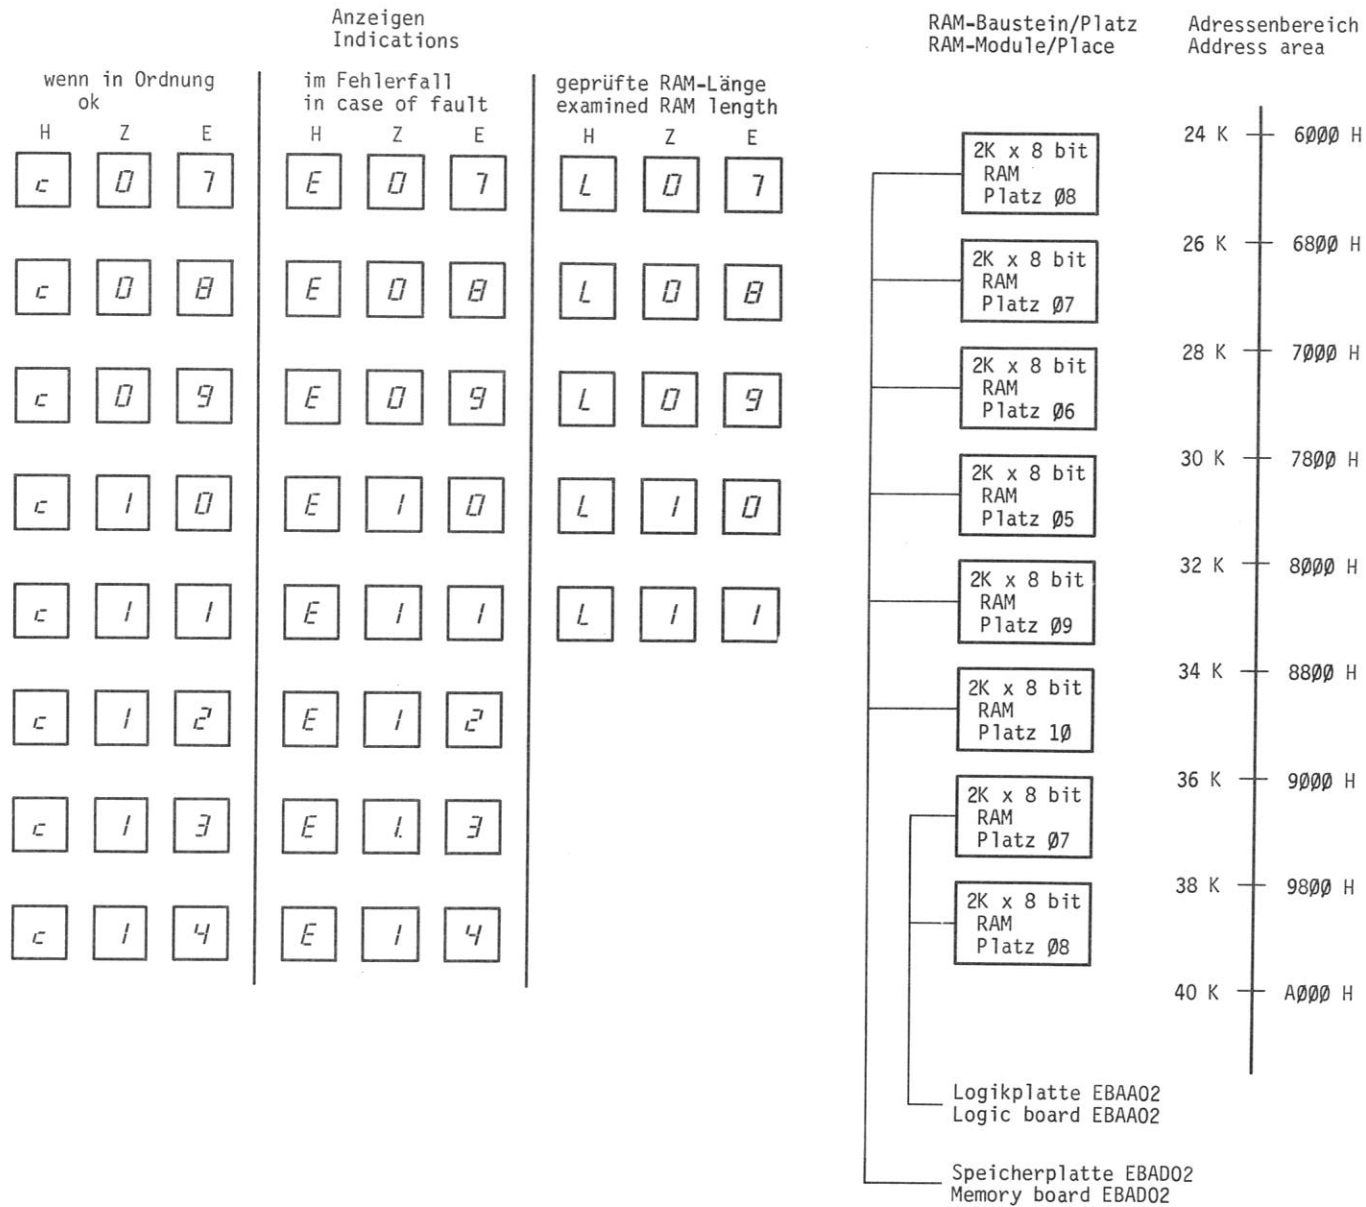 Anzeigen
Indications
wenn in Ordnung
ok
im Fehlerfall
in case of fault
geprüfte RAM-Länge
examined RAM length
H Z E
H Z E
H Z E
c 0 7
E 0 7
L 0 7
c 0 8
E 0 8
L 0 8
c 0 9
E 0 9
L 0 9
c 1 0
E 1 0
L 1 0
c 1 1
E 1 1
L 1 1
c 1 2
E 1 2
c 1 3
E 1. 3
c 1 4
E 1 4
RAM-Baustein/Platz
RAM-Module/Place
2K x 8 bit
RAM
Platz Ø8
2K x 8 bit
RAM
Platz Ø7
2K x 8 bit
RAM
Platz Ø6
2K x 8 bit
RAM
Platz Ø5
2K x 8 bit
RAM
Platz Ø9
2K x 8 bit
RAM
Platz 1Ø
2K x 8 bit
RAM
Platz Ø7
2K x 8 bit
RAM
Platz Ø8
Logikplatte EBAA02
Logic board EBAA02
Speicherplatte EBAD02
Memory board EBAD02
Adressenbereich
Address area
24 K 6ØØØ H
26 K 68ØØ H
28 K 7ØØØ H
30 K 78ØØ H
32 K 8ØØØ H
34 K 88ØØ H
36 K 9ØØØ H
38 K 98ØØ H
40 K AØØØ H